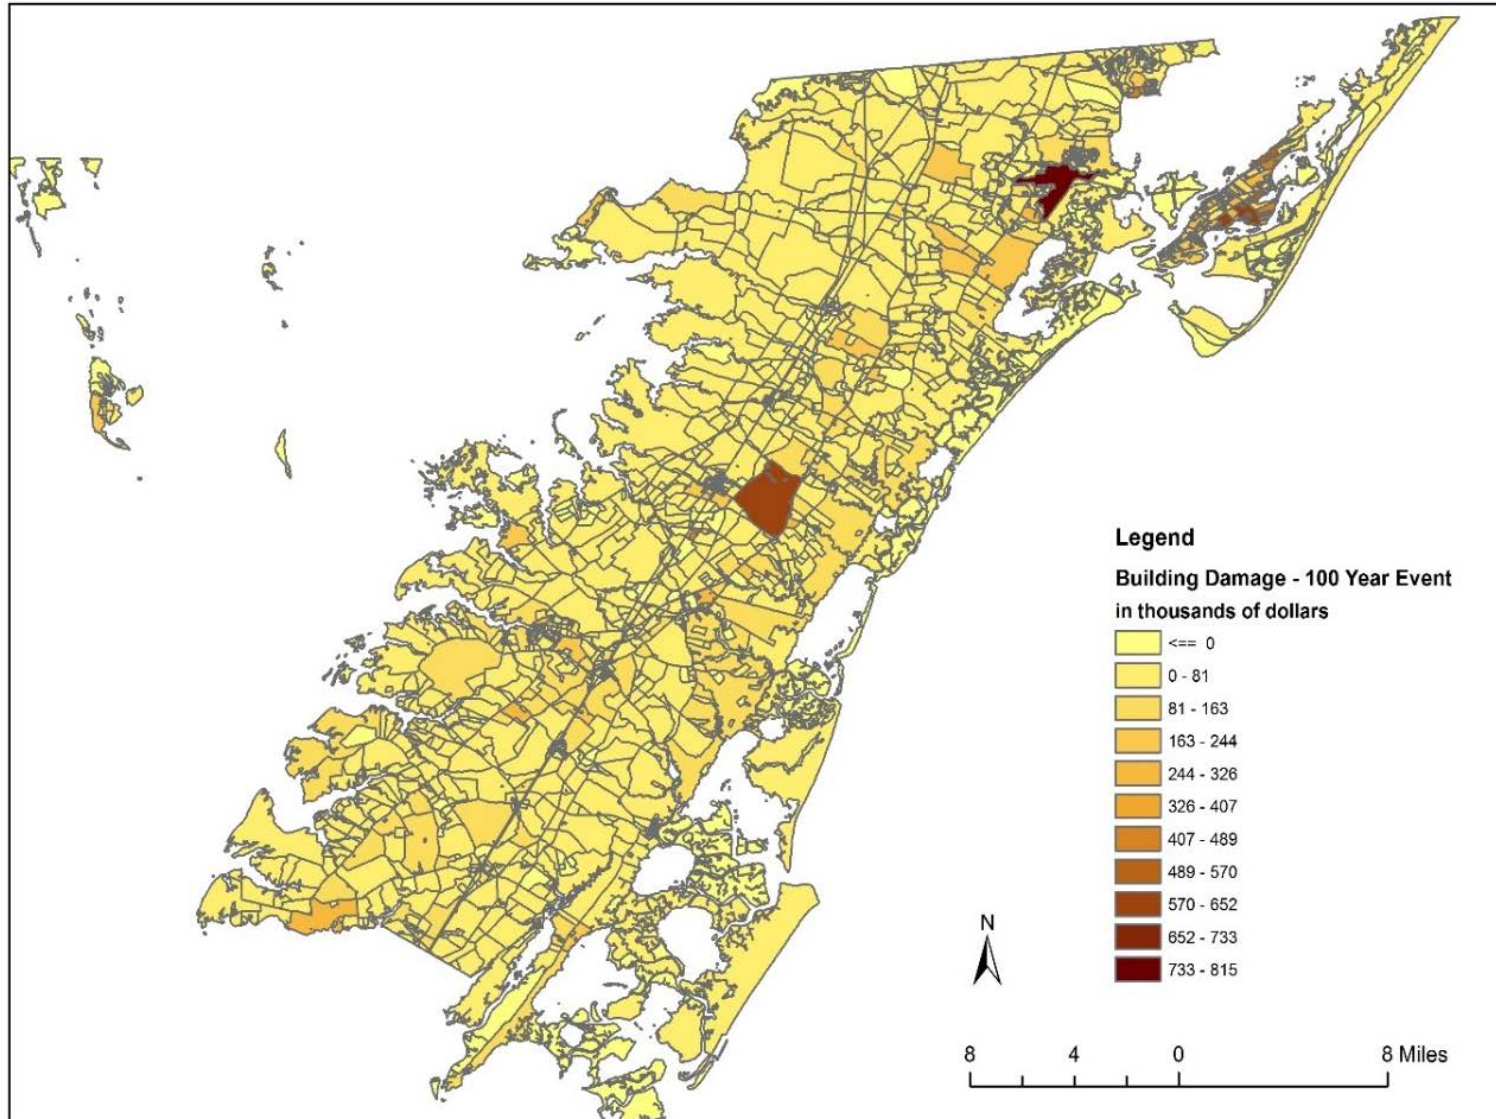 Legend
Building Damage - 100 Year Event
in thousands of dollars
<== 0
0 - 81
81 - 163
163 - 244
244 - 326
326 - 407
407 - 489
489 - 570
570 - 652
652 - 733
733 - 815
N
8 4 0 8 Miles